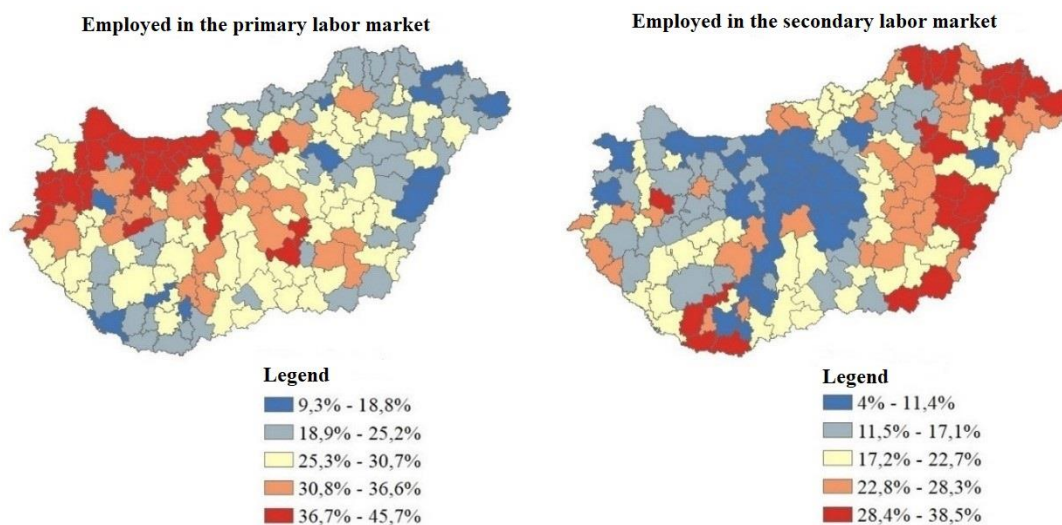 Employed in the primary labor market
Employed in the secondary labor market
Legend
9,3% - 18,8%
18,9% - 25,2%
25,3% - 30,7%
30,8% - 36,6%
36,7% - 45,7%
Legend
4% - 11,4%
11,5% - 17,1%
17,2% - 22,7%
22,8% - 28,3%
28,4% - 38,5%